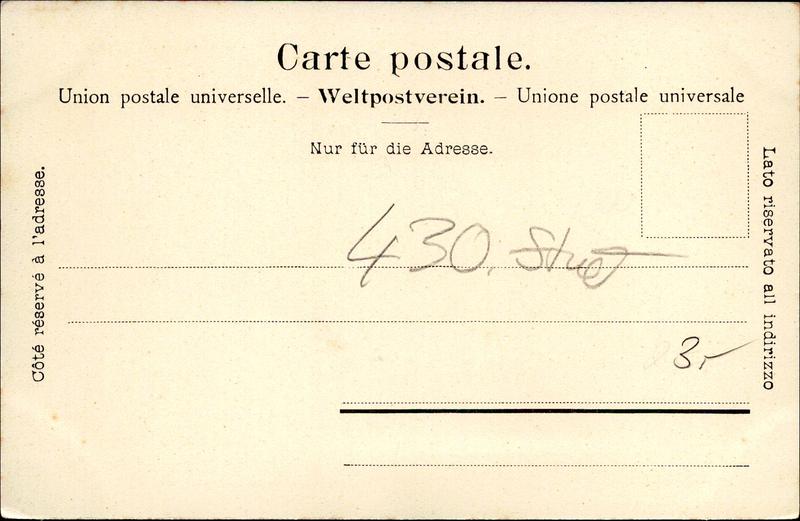 Carte postale.
Union postale universelle. – Weltpostverein. – Unione postale universale
Nur für die Adresse.
Côté réservé à l'adresse.
Lato riservato all indirizzo
430.
3,-